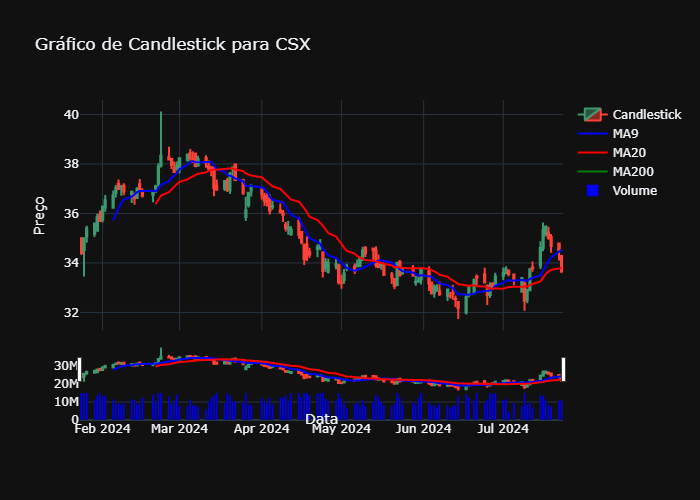 Gráfico de Candlestick para CSX
40
38
36
34
32
Preço
Candlestick
MA9
MA20
MA200
Volume
30M
20M
10M
0
Feb 2024 Mar 2024 Apr 2024 May 2024 Jun 2024 Jul 2024
Data